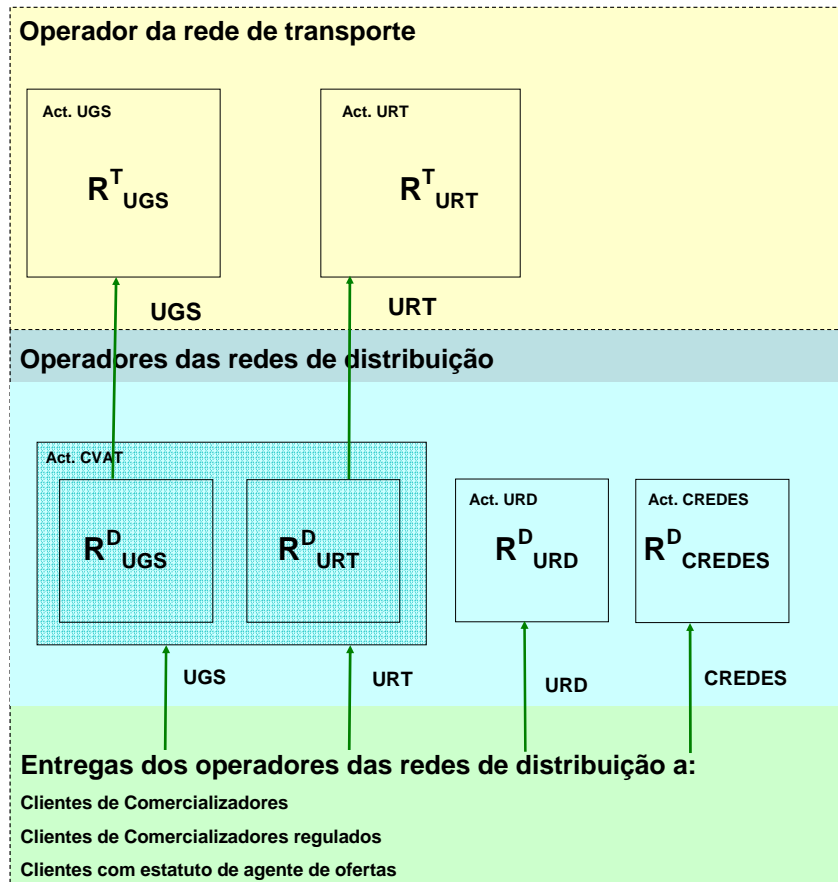 Operador da rede de transporte
Act. UGS
Act. URT
R^T_UGS
R^T_URT
UGS
URT
Operadores das redes de distribuição
Act. CVAT
Act. URD
Act. CREDES
R^D_UGS
R^D_URT
R^D_URD
R^D_CREDES
UGS
URT
URD
CREDES
Entregas dos operadores das redes de distribuição a:
Clientes de Comercializadores
Clientes de Comercializadores regulados
Clientes com estatuto de agente de ofertas